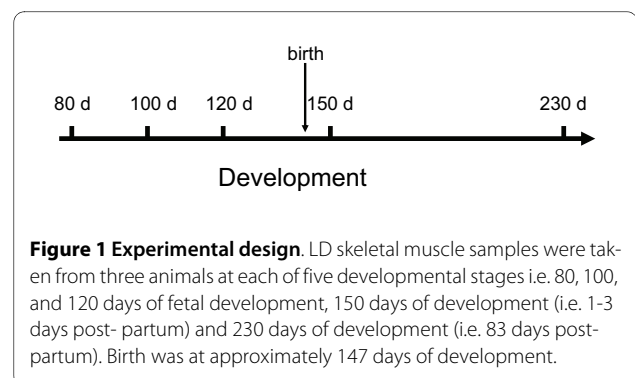 birth
80 d 100 d 120 d 150 d 230 d
Development
Figure 1 Experimental design. LD skeletal muscle samples were tak-
en from three animals at each of five developmental stages i.e. 80, 100,
and 120 days of fetal development, 150 days of development (i.e. 1-3
days post- partum) and 230 days of development (i.e. 83 days post-
partum). Birth was at approximately 147 days of development.